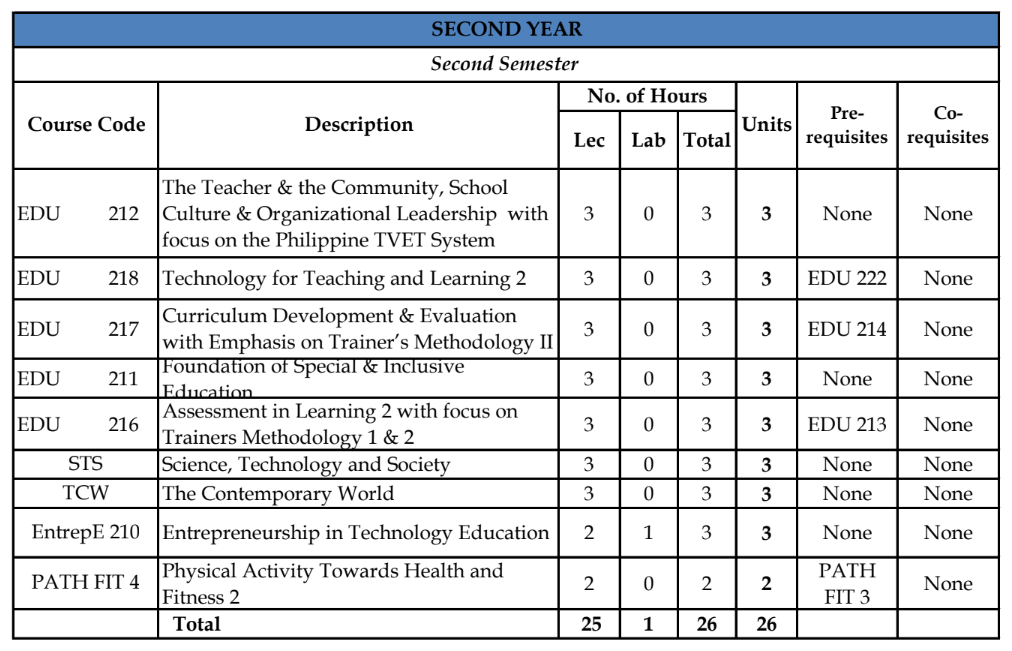 SECOND YEAR
Second Semester
Course Code Description No. of Hours Units Pre-requisites Co-requisites
Lec Lab Total
EDU 212 The Teacher & the Community, School
Culture & Organizational Leadership with
focus on the Philippine TVET System 3 0 3 3 None None
EDU 218 Technology for Teaching and Learning 2 3 0 3 3 EDU 222 None
EDU 217 Curriculum Development & Evaluation
with Emphasis on Trainer's Methodology II 3 0 3 3 EDU 214 None
EDU 211 Foundation of Special & Inclusive
Education 3 0 3 3 None None
EDU 216 Assessment in Learning 2 with focus on
Trainers Methodology 1 & 2 3 0 3 3 EDU 213 None
STS Science, Technology and Society 3 0 3 3 None None
TCW The Contemporary World 3 0 3 3 None None
EntrepE 210 Entrepreneurship in Technology Education 2 1 3 3 None None
PATH FIT 4 Physical Activity Towards Health and
Fitness 2 2 0 2 2 PATH
FIT 3 None
Total 25 1 26 26